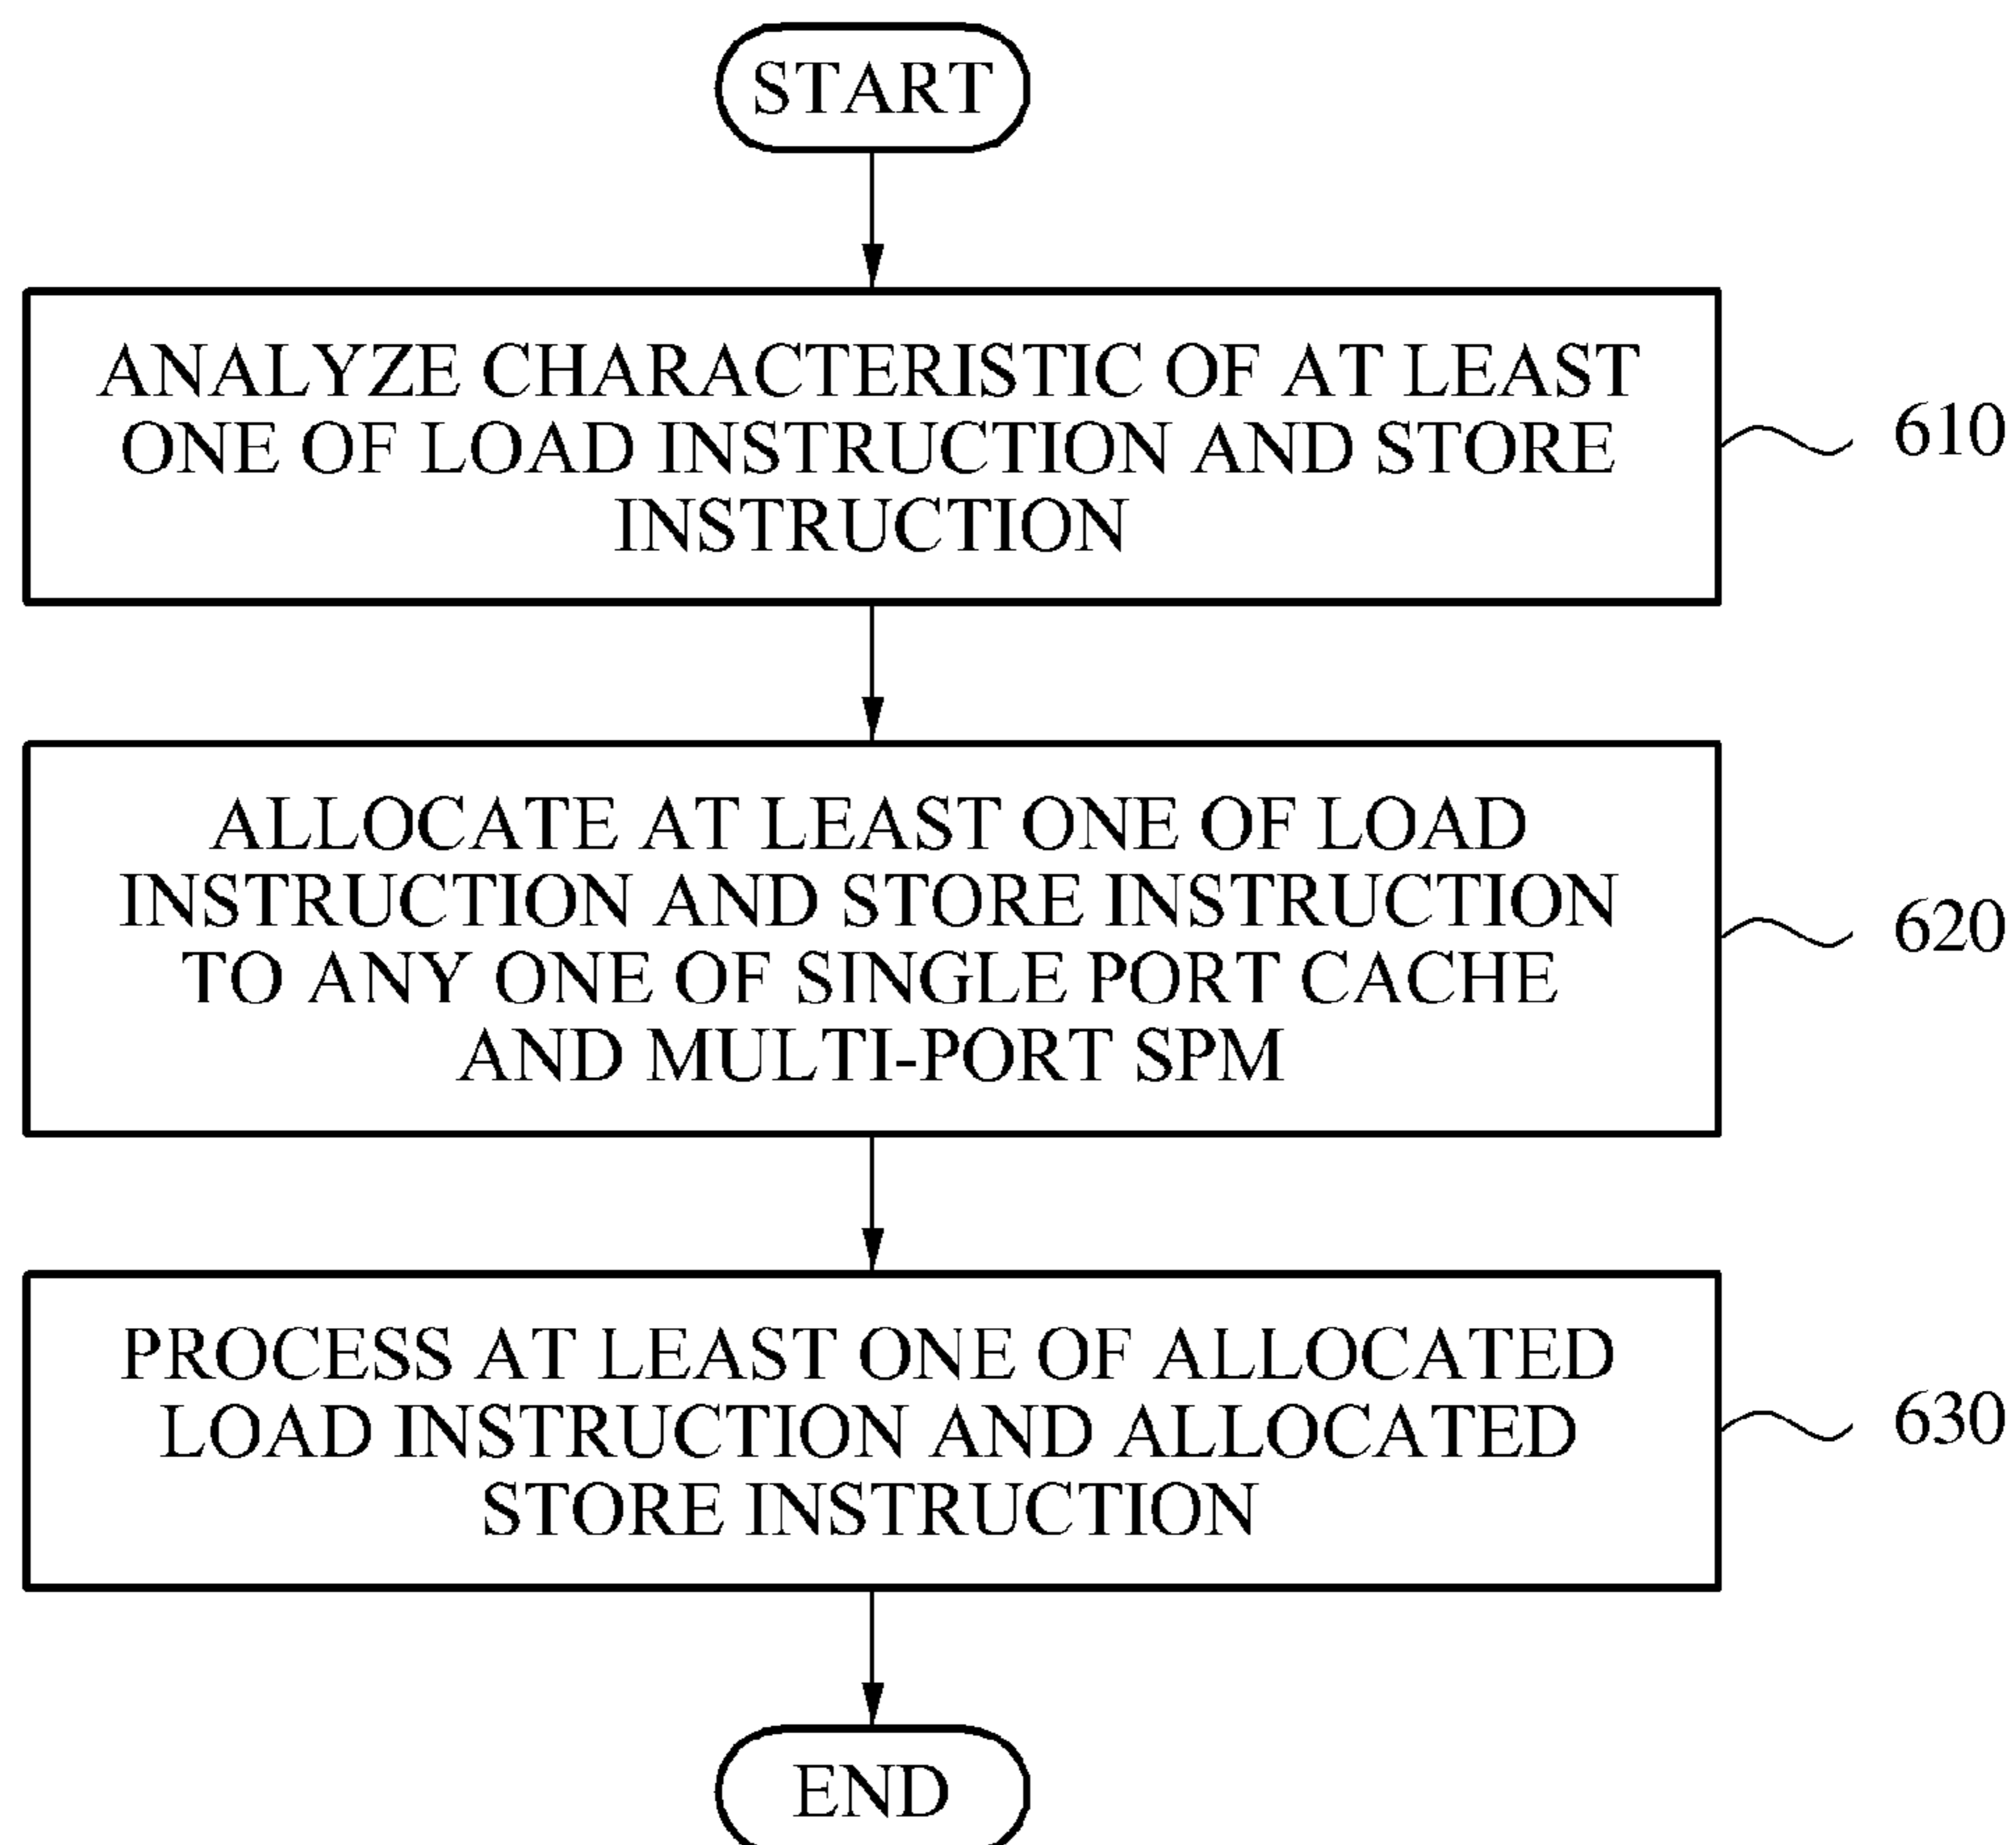 START
ANALYZE CHARACTERISTIC OF AT LEAST
ONE OF LOAD INSTRUCTION AND STORE
INSTRUCTION
610
ALLOCATE AT LEAST ONE OF LOAD
INSTRUCTION AND STORE INSTRUCTION
TO ANY ONE OF SINGLE PORT CACHE
AND MULTI-PORT SPM
620
PROCESS AT LEAST ONE OF ALLOCATED
LOAD INSTRUCTION AND ALLOCATED
STORE INSTRUCTION
630
END